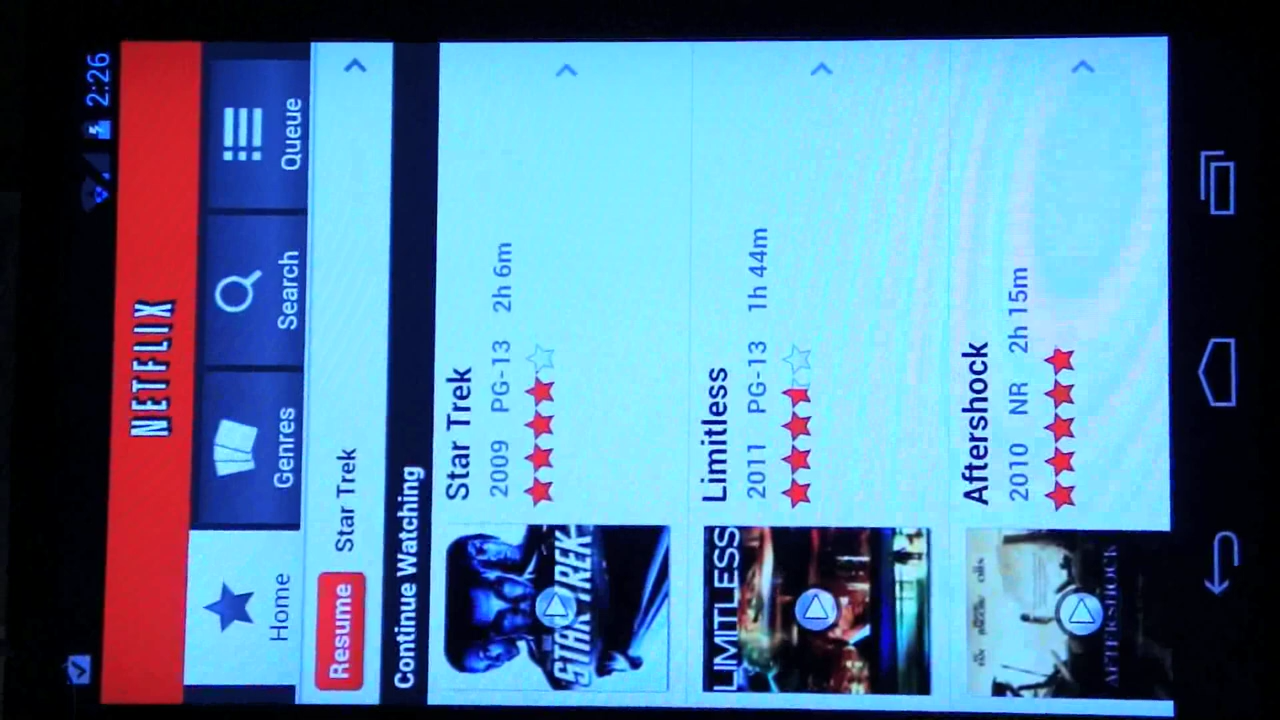 2:26
NETFLIX
Home
Genres
Search
Queue
Resume Star Trek
Continue Watching
STAR TREK
Star Trek
2009 PG-13 2h 6m
LIMITLESS
Limitless
2011 PG-13 1h 44m
AFTERSHOCK
Aftershock
2010 NR 2h 15m